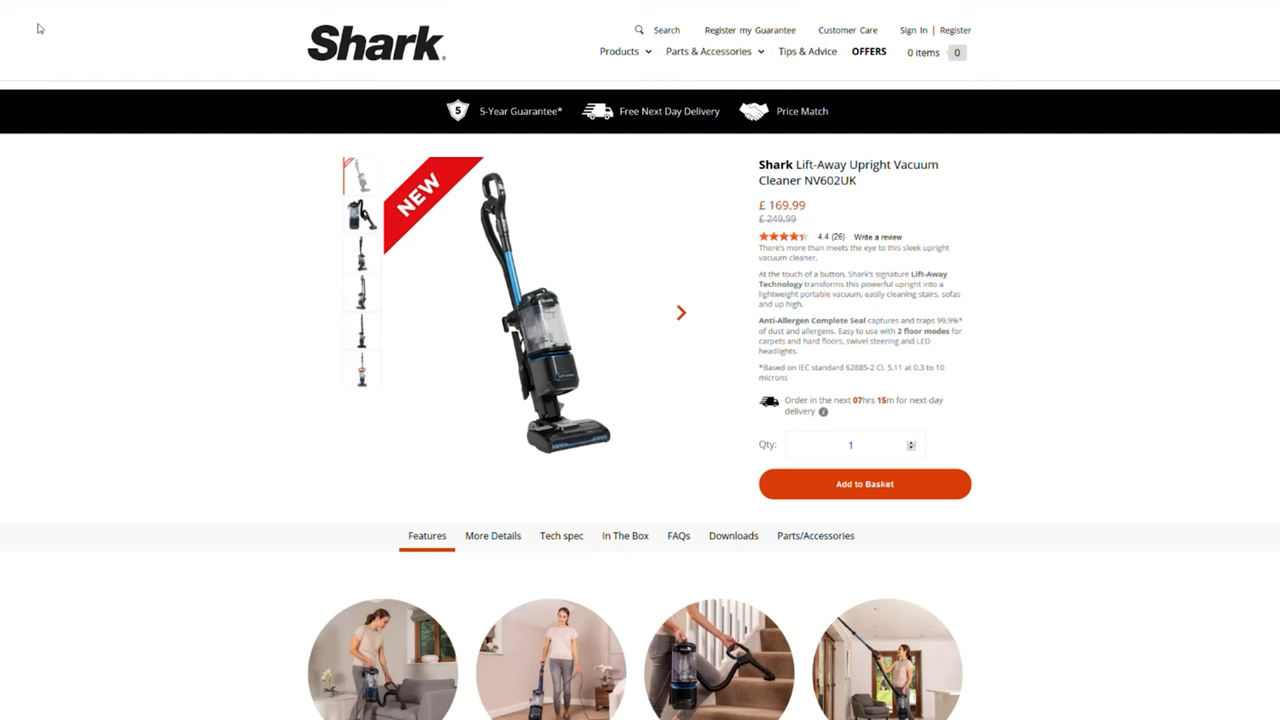 Shark
Search
Register my Guarantee
Customer Care
Sign In | Register
Products
Parts & Accessories
Tips & Advice
OFFERS
0 items 0
5 5-Year Guarantee*
Free Next Day Delivery
Price Match
NEW
Shark Lift-Away Upright Vacuum
Cleaner NV602UK
£ 169.99
£ 249.99
4.4 (26) Write a review
There's more than meets the eye to this sleek upright
vacuum cleaner.
At the touch of a button, Shark's signature Lift-Away
Technology transforms this powerful upright into a
lightweight portable vacuum, easily cleaning stairs, sofas
and up high.
Anti-Allergen Complete Seal captures and traps 99.9%*
of dust and allergens. Easy to use with 2 floor modes for
carpets and hard floors, swivel steering and LED
headlights.
*Based on IEC standard 62885-2 Cl. 5.11 at 0.3 to 10
microns
Order in the next 07hrs 15m for next-day
delivery i
Qty: 1
Add to Basket
Features
More Details
Tech spec
In The Box
FAQs
Downloads
Parts/Accessories